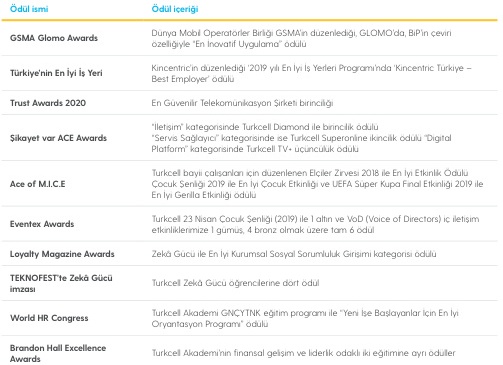 Ödül ismi Ödül içeriği
GSMA Glomo Awards
Dünya Mobil Operatörler Birliği GSMA'in düzenlediği, GLOMO'da, BiP'in çeviri
özelliğiyle "En İnovatif Uygulama" ödülü
Türkiye'nin En İyi İş Yeri
Kincentric'in düzenlediği '2019 yılı En İyi İş Yerleri Programı'nda 'Kincentric Türkiye –
Best Employer' ödülü
Trust Awards 2020 En Güvenilir Telekomünikasyon Şirketi birinciliği
Şikayet var ACE Awards
"İletişim" kategorisinde Turkcell Diamond ile birincilik ödülü
"Servis Sağlayıcı" kategorisinde ise Turkcell Superonline ikincilik ödülü "Digital
Platform" kategorisinde Turkcell TV+ üçüncülük ödülü
Ace of M.I.C.E
Turkcell bayii çalışanları için düzenlenen Elçiler Zirvesi 2018 ile En İyi Etkinlik Ödülü
Çocuk Şenliği 2019 ile En İyi Çocuk Etkinliği ve UEFA Süper Kupa Final Etkinliği 2019 ile
En İyi Gerilla Etkinliği ödülü
Eventex Awards
Turkcell 23 Nisan Çocuk Şenliği (2019) ile 1 altın ve VoD (Voice of Directors) iç iletişim
etkinliklerimize 1 gümüş, 4 bronz olmak üzere tam 6 ödül
Loyalty Magazine Awards Zekâ Gücü ile En İyi Kurumsal Sosyal Sorumluluk Girişimi kategorisi ödülü
TEKNOFEST'te Zekâ Gücü
imzası
Turkcell Zekâ Gücü öğrencilerine dört ödül
World HR Congress
Turkcell Akademi GNÇYTNK eğitim programı ile "Yeni İşe Başlayanlar İçin En İyi
Oryantasyon Programı" ödülü
Brandon Hall Excellence
Awards
Turkcell Akademi'nin finansal gelişim ve liderlik odaklı iki eğitimine ayrı ödüller